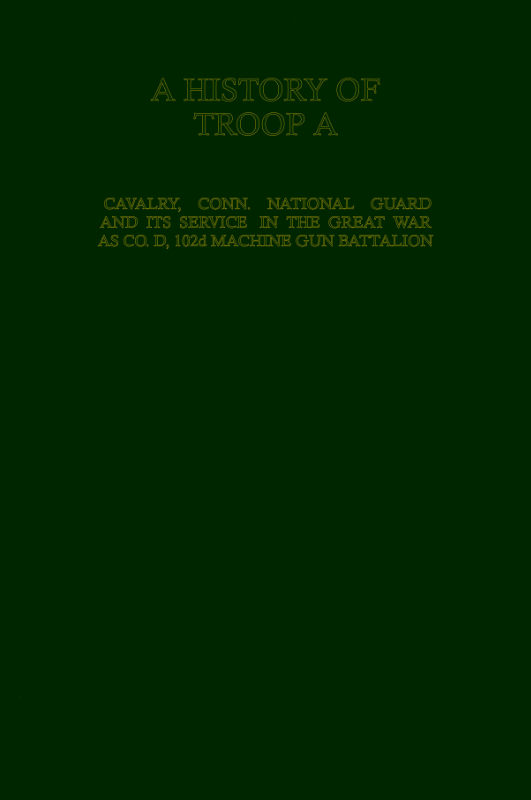 A HISTORY OF
TROOP A
CAVALRY, CONN. NATIONAL GUARD
AND ITS SERVICE IN THE GREAT WAR
AS CO. D, 102d MACHINE GUN BATTALION